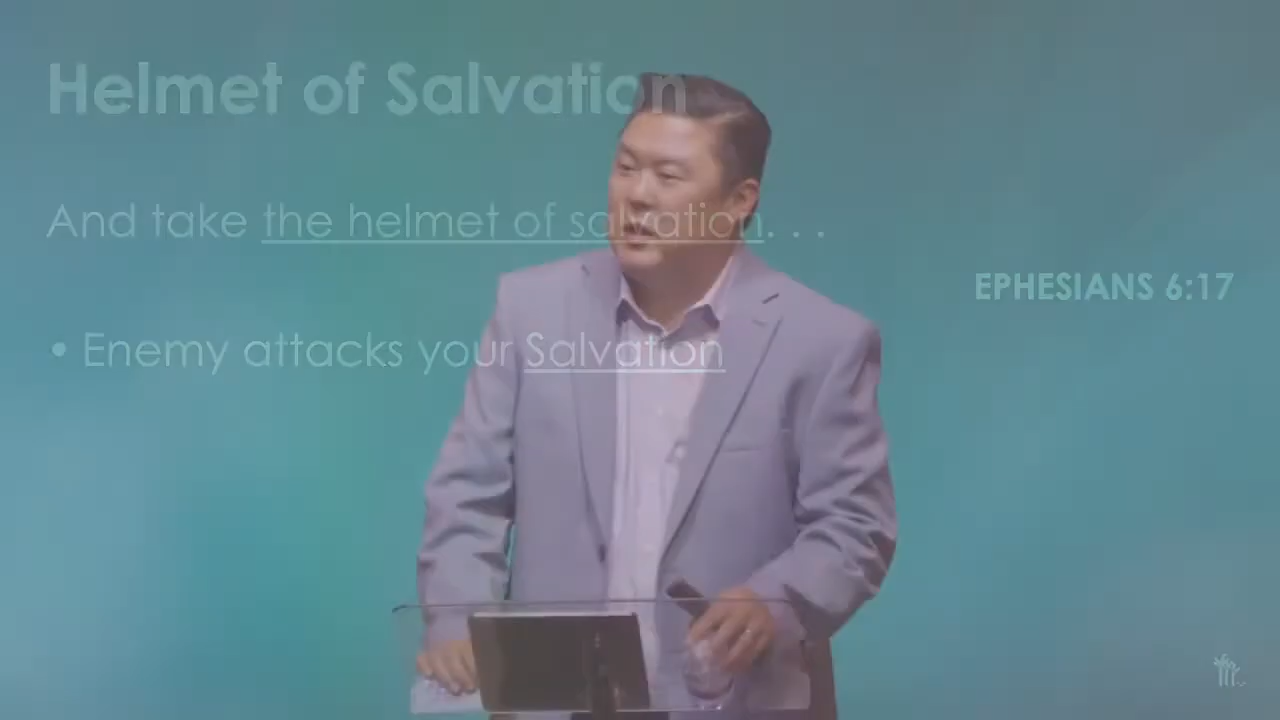 Helmet of Salvation
And take the helmet of salvation. . .
EPHESIANS 6:17
• Enemy attacks your Salvation